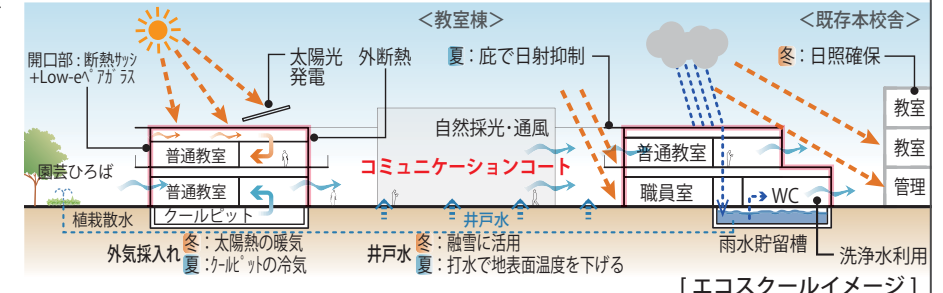 ＜教室棟＞
＜既存本校舎＞
開口部：断熱ｻｯｼ
+Low-eﾍﾟｱｶﾞﾗｽ
太陽光
発電
外断熱
夏：庇で日射抑制
冬：日照確保
教室
教室
管理
自然採光・通風
コミュニケーションコート
普通教室
普通教室
クールピット
普通教室
職員室
WC
園芸ひろば
植栽散水
井戸水
雨水貯留槽
洗浄水利用
外気採入れ
冬：太陽熱の暖気
夏：ｸｰﾙﾋﾟｯﾄの冷気
井戸水
冬：融雪に活用
夏：打水で地表面温度を下げる
[ エコスクールイメージ ]